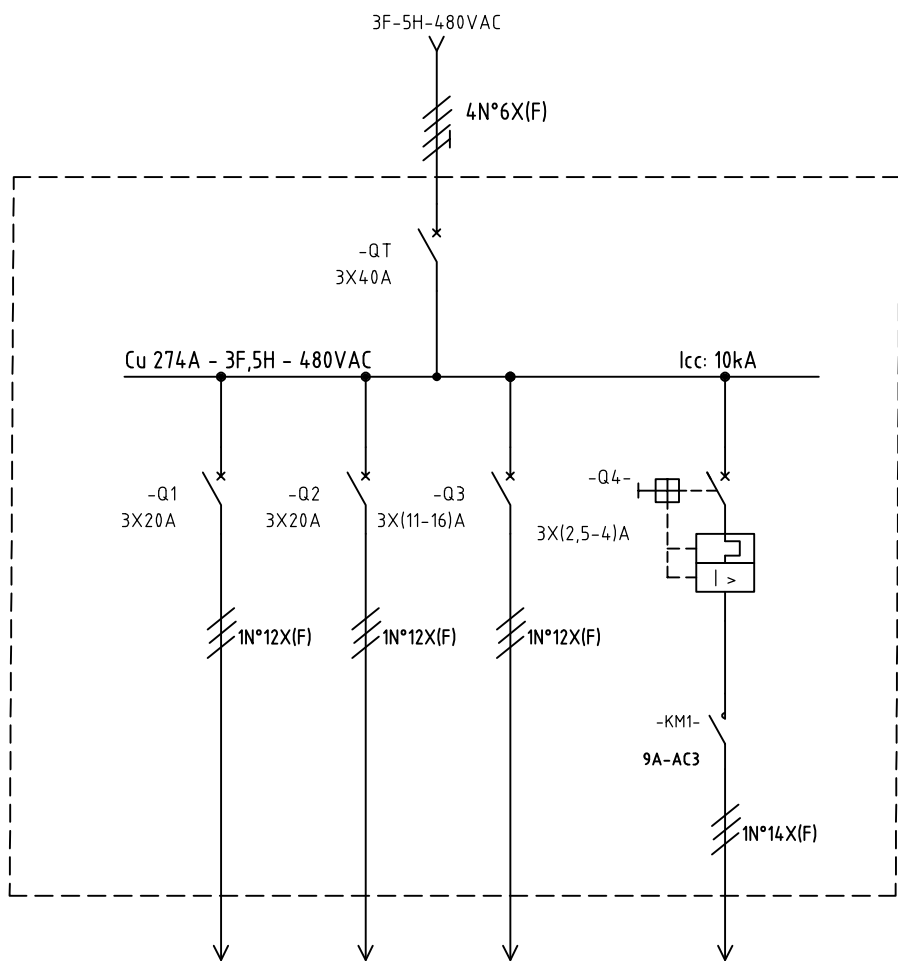 3F-5H-480VAC
4N°6X(F)
-QT
3X40A
Cu 274A - 3F,5H - 480VAC
Icc: 10kA
-Q1
3X20A
-Q2
3X20A
-Q3
3X(11-16)A
-Q4-
3X(2,5-4)A
I >
1N°12X(F)
1N°12X(F)
1N°12X(F)
-KM1-
9A-AC3
1N°14X(F)